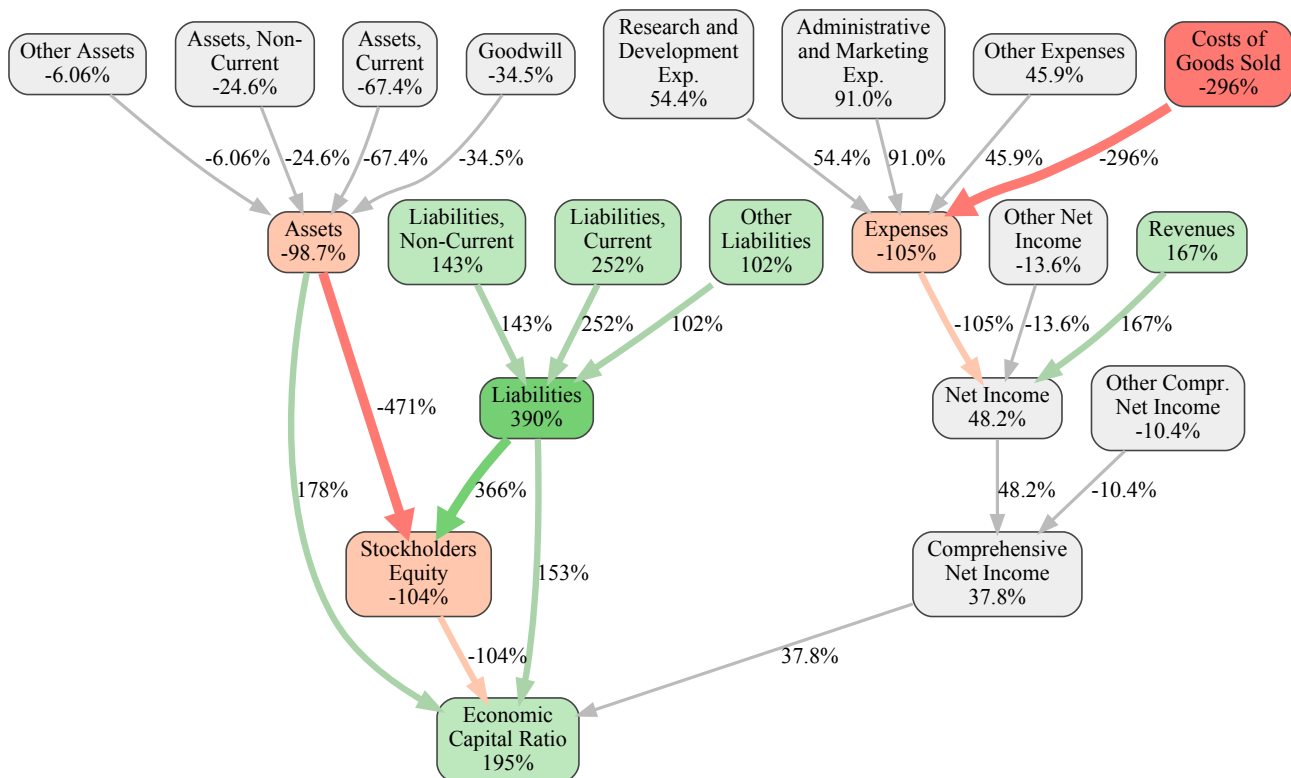 Other Assets
-6.06%
Assets, Non-
Current
-24.6%
Assets,
Current
-67.4%
Goodwill
-34.5%
Research and
Development
Exp.
54.4%
Administrative
and Marketing
Exp.
91.0%
Other Expenses
45.9%
Costs of
Goods Sold
-296%
-6.06%
-24.6%
-67.4%
-34.5%
54.4%
91.0%
45.9%
-296%
Assets
-98.7%
Liabilities,
Non-Current
143%
Liabilities,
Current
252%
Other
Liabilities
102%
Expenses
-105%
Other Net
Income
-13.6%
Revenues
167%
143%
252%
102%
-105%
-13.6%
167%
-471%
Liabilities
390%
Net Income
48.2%
Other Compr.
Net Income
-10.4%
178%
366%
48.2%
-10.4%
Stockholders
Equity
-104%
153%
Comprehensive
Net Income
37.8%
-104%
37.8%
Economic
Capital Ratio
195%